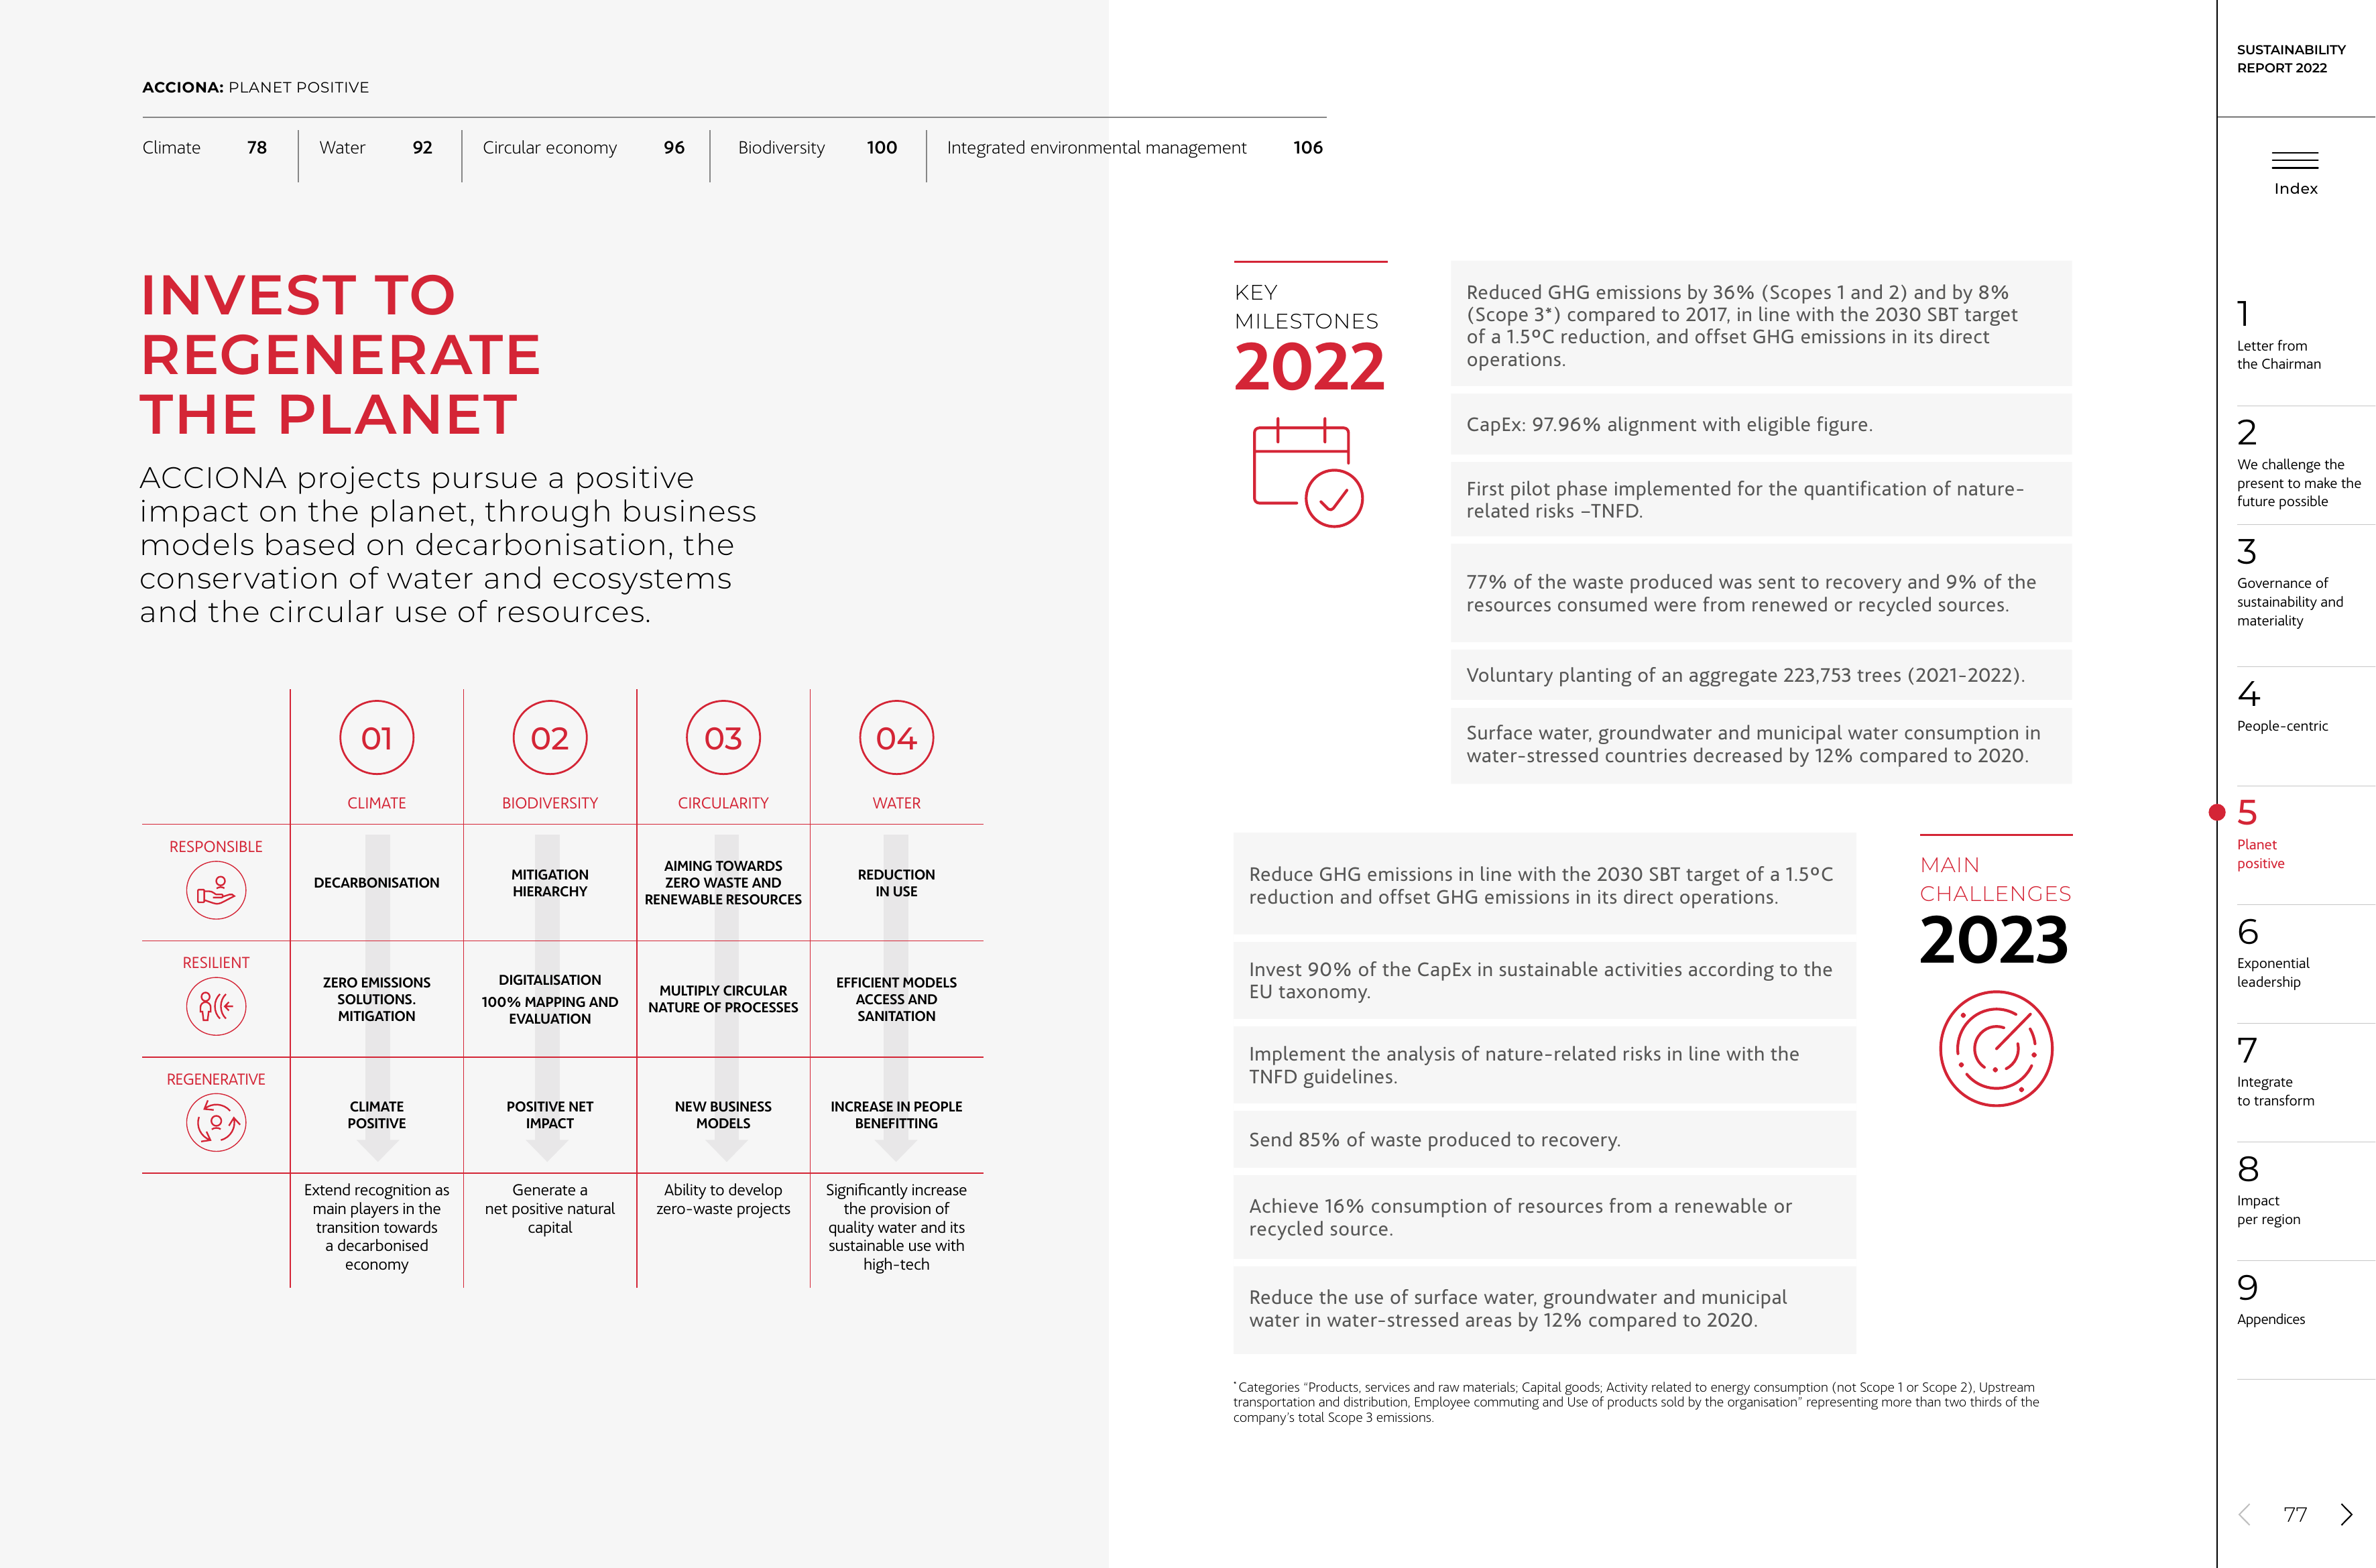 ACCIONA: PLANET POSITIVE
Climate 78
Water 92
Circular economy 96
Biodiversity 100
Integrated environmental management 106
INVEST TO
REGENERATE
THE PLANET
ACCIONA projects pursue a positive
impact on the planet, through business
models based on decarbonisation, the
conservation of water and ecosystems
and the circular use of resources.
01
02
03
04
CLIMATE
BIODIVERSITY
CIRCULARITY
WATER
RESPONSIBLE
DECARBONISATION
MITIGATION
HIERARCHY
AIMING TOWARDS
ZERO WASTE AND
RENEWABLE RESOURCES
REDUCTION
IN USE
RESILIENT
ZERO EMISSIONS
SOLUTIONS.
MITIGATION
DIGITALISATION
100% MAPPING AND
EVALUATION
MULTIPLY CIRCULAR
NATURE OF PROCESSES
EFFICIENT MODELS
ACCESS AND
SANITATION
REGENERATIVE
CLIMATE
POSITIVE
POSITIVE NET
IMPACT
NEW BUSINESS
MODELS
INCREASE IN PEOPLE
BENEFITTING
Extend recognition as
main players in the
transition towards
a decarbonised
economy
Generate a
net positive natural
capital
Ability to develop
zero-waste projects
Significantly increase
the provision of
quality water and its
sustainable use with
high-tech
KEY
MILESTONES
2022
Reduced GHG emissions by 36% (Scopes 1 and 2) and by 8%
(Scope 3*) compared to 2017, in line with the 2030 SBT target
of a 1.5ºC reduction, and offset GHG emissions in its direct
operations.
CapEx: 97.96% alignment with eligible figure.
First pilot phase implemented for the quantification of nature-
related risks –TNFD.
77% of the waste produced was sent to recovery and 9% of the
resources consumed were from renewed or recycled sources.
Voluntary planting of an aggregate 223,753 trees (2021-2022).
Surface water, groundwater and municipal water consumption in
water-stressed countries decreased by 12% compared to 2020.
MAIN
CHALLENGES
2023
Reduce GHG emissions in line with the 2030 SBT target of a 1.5ºC
reduction and offset GHG emissions in its direct operations.
Invest 90% of the CapEx in sustainable activities according to the
EU taxonomy.
Implement the analysis of nature-related risks in line with the
TNFD guidelines.
Send 85% of waste produced to recovery.
Achieve 16% consumption of resources from a renewable or
recycled source.
Reduce the use of surface water, groundwater and municipal
water in water-stressed areas by 12% compared to 2020.
* Categories “Products, services and raw materials; Capital goods; Activity related to energy consumption (not Scope 1 or Scope 2), Upstream
transportation and distribution, Employee commuting and Use of products sold by the organisation” representing more than two thirds of the
company’s total Scope 3 emissions.
SUSTAINABILITY
REPORT 2022
Index
1
Letter from
the Chairman
2
We challenge the
present to make the
future possible
3
Governance of
sustainability and
materiality
4
People-centric
5
Planet
positive
6
Exponential
leadership
7
Integrate
to transform
8
Impact
per region
9
Appendices
77